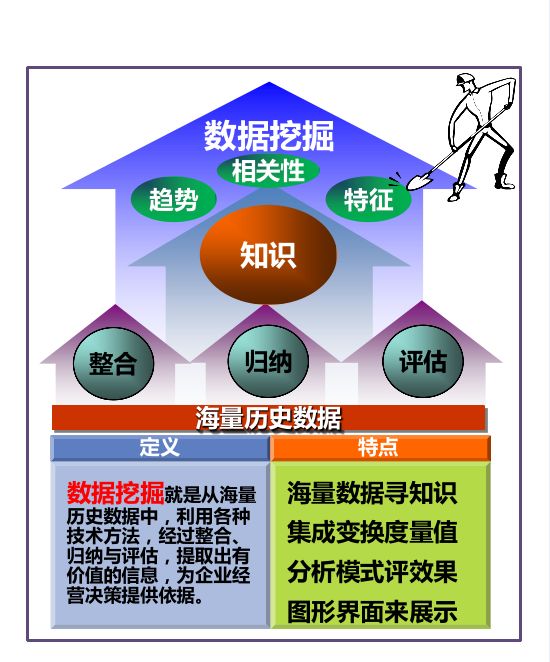 数据挖掘
相关性
趋势
特征
知识
整合
归纳
评估
海量历史数据
定义
特点
数据挖掘就是从海量
历史数据中，利用各种
技术方法，经过整合、
归纳与评估，提取出有
价值的信息，为企业经
营决策提供依据。
海量数据寻知识
集成变换度量值
分析模式评效果
图形界面来展示